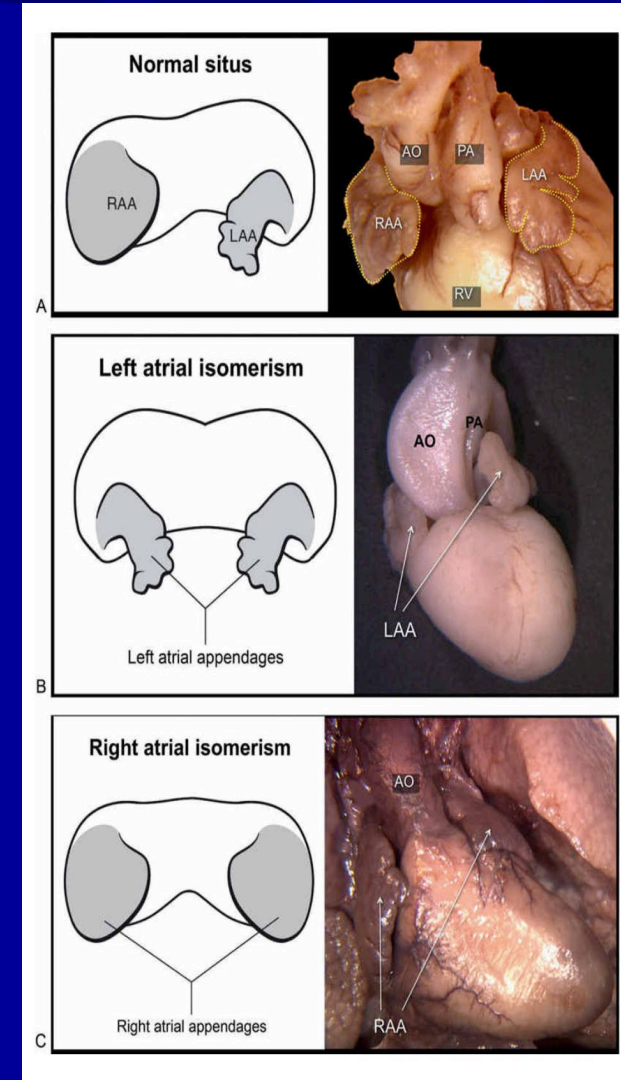 Normal situs
RAA
LAA
AO
PA
LAA
RAA
RV
A
Left atrial isomerism
Left atrial appendages
AO
PA
LAA
B
Right atrial isomerism
Right atrial appendages
AO
RAA
C